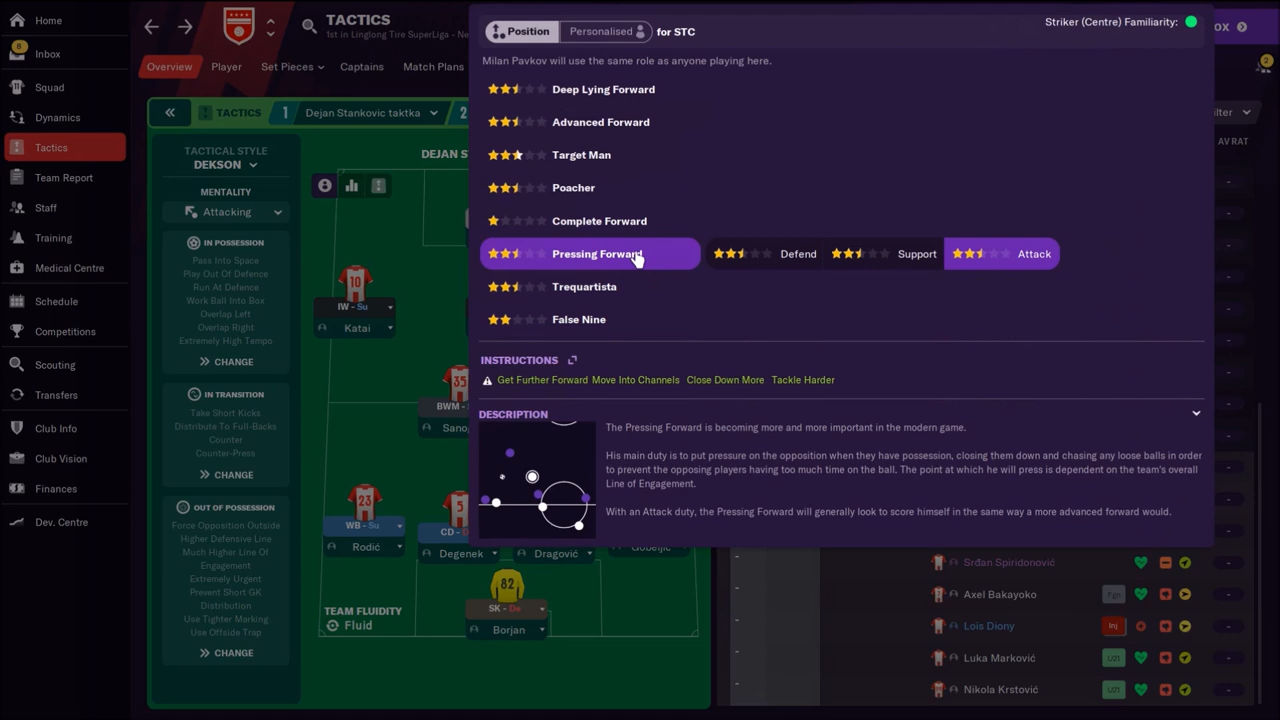 Home
8
Inbox
Squad
Dynamics
Tactics
Team Report
Staff
Training
Medical Centre
Schedule
Competitions
Scouting
Transfers
Club Info
Club Vision
Finances
Dev. Centre
TACTICS
1st in Linglong Tire SuperLiga - Ne
Overview
Player
Set Pieces
Captains
Match Plans
TACTICS
1
Dejan Stankovic taktka
2
TACTICAL STYLE
DEKSON
MENTALITY
Attacking
IN POSSESSION
Pass Into Space
Play Out Of Defence
Run At Defence
Work Ball Into Box
Overlap Left
Overlap Right
Extremely High Tempo
CHANGE
IN TRANSITION
Take Short Kicks
Distribute To Full-Backs
Counter
Counter-Press
CHANGE
OUT OF POSSESSION
Force Opposition Outside
Higher Defensive Line
Much Higher Line Of
Engagement
Extremely Urgent
Prevent Short GK
Distribution
Use Tighter Marking
Use Offside Trap
CHANGE
DEJAN S
10
IW - Su
Katai
35
BWM -
Sano
23
WB - Su
Rodić
5
CD -
Degenek
Dragović
Gobeljić
82
SK - De
Borjan
TEAM FLUIDITY
Fluid
Position
Personalised
for STC
Striker (Centre) Familiarity:
Milan Pavkov will use the same role as anyone playing here.
Deep Lying Forward
Advanced Forward
Target Man
Poacher
Complete Forward
Pressing Forward
Defend
Support
Attack
Trequartista
False Nine
INSTRUCTIONS
Get Further Forward Move Into Channels Close Down More Tackle Harder
DESCRIPTION
The Pressing Forward is becoming more and more important in the modern game.
His main duty is to put pressure on the opposition when they have possession, closing them down and chasing any loose balls in order
to prevent the opposing players having too much time on the ball. The point at which he will press is dependent on the team's overall
Line of Engagement.
With an Attack duty, the Pressing Forward will generally look to score himself in the same way a more advanced forward would.
OX
2
ilter
AV RAT
Srđan Spiridonović
Axel Bakayoko
Fgn
Lois Diony
Inj
Luka Marković
U21
Nikola Krstović
U21